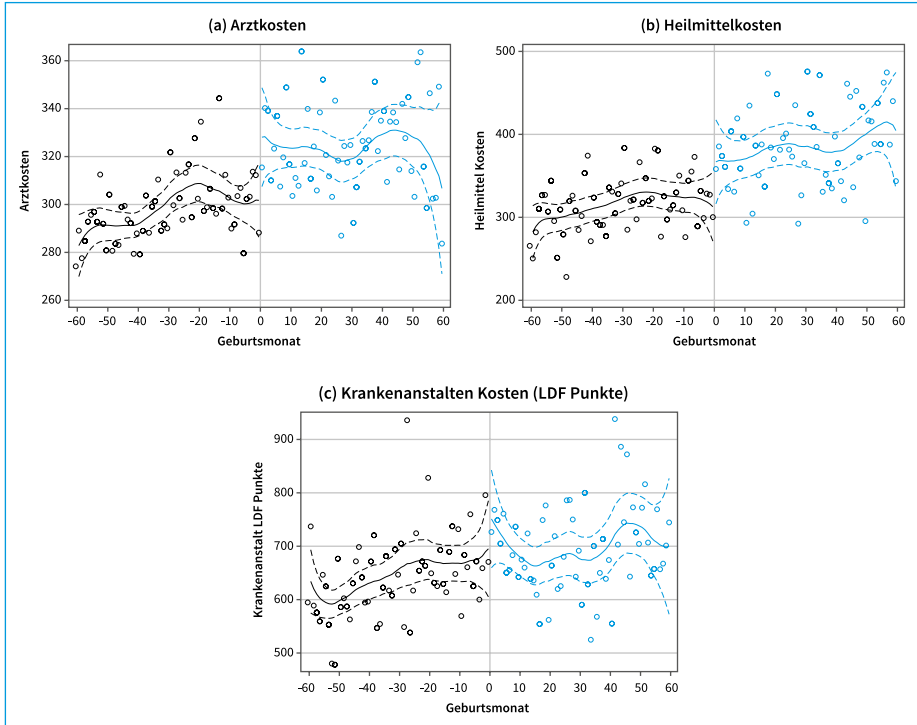 (a) Arztkosten
Arztkosten
360
340
320
300
280
260
-60 -50 -40 -30 -20 -10 0 10 20 30 40 50 60
Geburtsmonat
(b) Heilmittelkosten
Heilmittel Kosten
500
400
300
200
-60 -50 -40 -30 -20 -10 0 10 20 30 40 50 60
Geburtsmonat
(c) Krankenanstalten Kosten (LDF Punkte)
Krankenanstalt LDF Punkte
900
800
700
600
500
-60 -50 -40 -30 -20 -10 0 10 20 30 40 50 60
Geburtsmonat